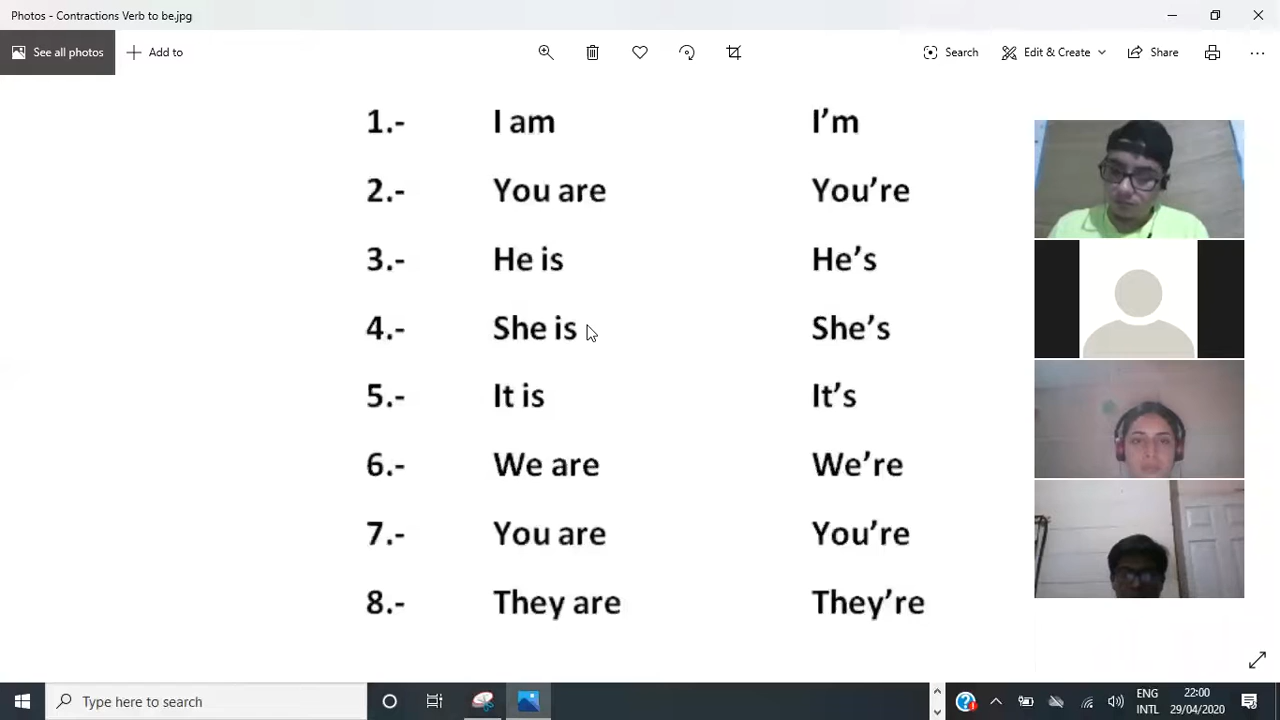 Photos - Contractions Verb to be.jpg
See all photos Add to Search Edit & Create Share
1.- I am I’m
2.- You are You’re
3.- He is He’s
4.- She is She’s
5.- It is It’s
6.- We are We’re
7.- You are You’re
8.- They are They’re
Type here to search ENG 22:00
INTL 29/04/2020